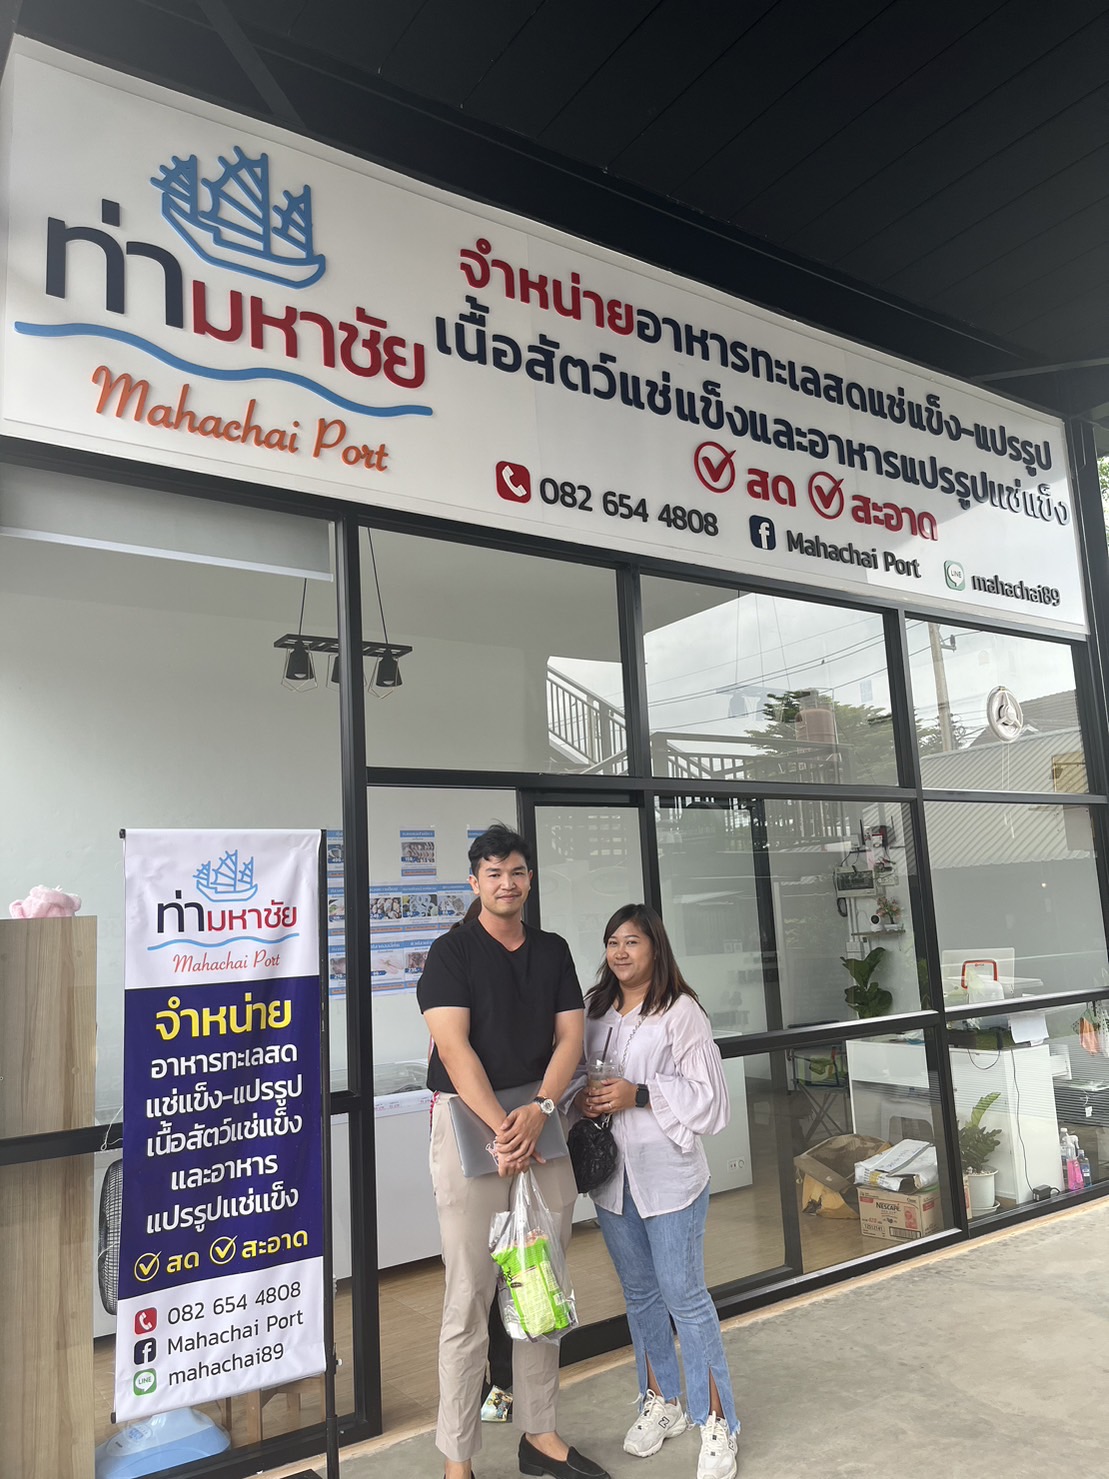 ท่ามหาชัย
Mahachai Port
จำหน่ายอาหารทะเลสดแช่แข็ง-แปรรูป
เนื้อสัตว์แช่แข็งและอาหารแปรรูปแช่แข็ง
สด สะอาด
082 654 4808 Mahachai Port LINE mahachai89
ท่ามหาชัย
Mahachai Port
จำหน่าย
อาหารทะเลสด
แช่แข็ง-แปรรูป
เนื้อสัตว์แช่แข็ง
และอาหาร
แปรรูปแช่แข็ง
สด สะอาด
082 654 4808
Mahachai Port
LINE mahachai89
NESCAFE
N